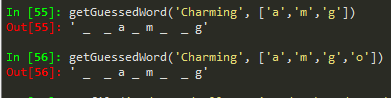 In [55]: getGuessedWord('Charming', ['a','m','g'])
Out[55]: ' _ _ a _ m _ _ g'
In [56]: getGuessedWord('Charming', ['a','m','g','o'])
Out[56]: ' _ _ a _ m _ _ g'